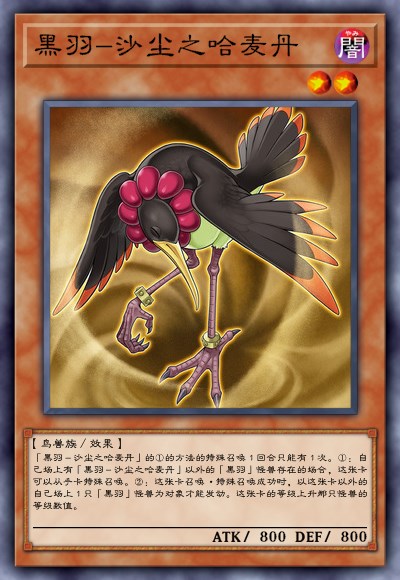 黑羽－沙尘之哈麦丹
やみ
闇
【鸟兽族／效果】
「黑羽－沙尘之哈麦丹」的①的方法的特殊召唤1回合只能有1次。①：自
己场上有「黑羽－沙尘之哈麦丹」以外的「黑羽」怪兽存在的场合，这张卡
可以从手卡特殊召唤。②：这张卡召唤·特殊召唤成功时，以这张卡以外的
自己场上1只「黑羽」怪兽为对象才能发动。这张卡的等级上升那只怪兽的
等级数值。
ATK/ 800 DEF/ 800